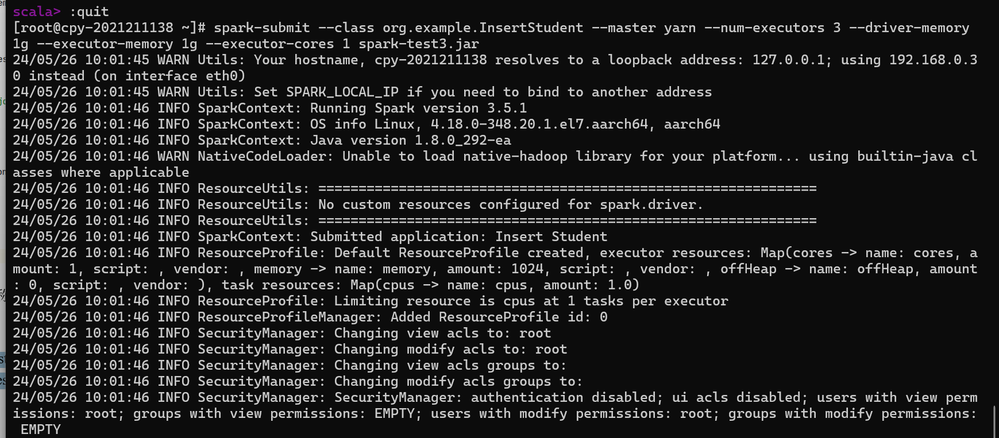 scala> :quit
[root@cpy-2021211138 ~]# spark-submit --class org.example.InsertStudent --master yarn --num-executors 3 --driver-memory
1g --executor-memory 1g --executor-cores 1 spark-test3.jar
24/05/26 10:01:45 WARN Utils: Your hostname, cpy-2021211138 resolves to a loopback address: 127.0.0.1; using 192.168.0.3
0 instead (on interface eth0)
24/05/26 10:01:45 WARN Utils: Set SPARK_LOCAL_IP if you need to bind to another address
24/05/26 10:01:46 INFO SparkContext: Running Spark version 3.5.1
24/05/26 10:01:46 INFO SparkContext: OS info Linux, 4.18.0-348.20.1.el7.aarch64, aarch64
24/05/26 10:01:46 INFO SparkContext: Java version 1.8.0_292-ea
24/05/26 10:01:46 WARN NativeCodeLoader: Unable to load native-hadoop library for your platform... using builtin-java cl
asses where applicable
24/05/26 10:01:46 INFO ResourceUtils: ==============================================================
24/05/26 10:01:46 INFO ResourceUtils: No custom resources configured for spark.driver.
24/05/26 10:01:46 INFO ResourceUtils: ==============================================================
24/05/26 10:01:46 INFO SparkContext: Submitted application: Insert Student
24/05/26 10:01:46 INFO ResourceProfile: Default ResourceProfile created, executor resources: Map(cores -> name: cores, a
mount: 1, script: , vendor: , memory -> name: memory, amount: 1024, script: , vendor: , offHeap -> name: offHeap, amount
: 0, script: , vendor: ), task resources: Map(cpus -> name: cpus, amount: 1.0)
24/05/26 10:01:46 INFO ResourceProfile: Limiting resource is cpus at 1 tasks per executor
24/05/26 10:01:46 INFO ResourceProfileManager: Added ResourceProfile id: 0
24/05/26 10:01:46 INFO SecurityManager: Changing view acls to: root
24/05/26 10:01:46 INFO SecurityManager: Changing modify acls to: root
24/05/26 10:01:46 INFO SecurityManager: Changing view acls groups to:
24/05/26 10:01:46 INFO SecurityManager: Changing modify acls groups to:
24/05/26 10:01:46 INFO SecurityManager: SecurityManager: authentication disabled; ui acls disabled; users with view perm
issions: root; groups with view permissions: EMPTY; users with modify permissions: root; groups with modify permissions:
 EMPTY